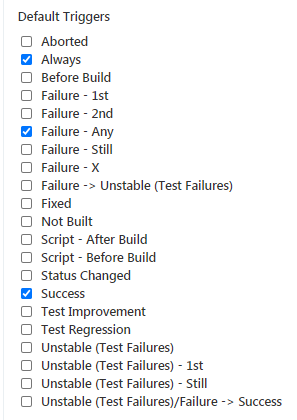 Default Triggers
Aborted
Always
Before Build
Failure - 1st
Failure - 2nd
Failure - Any
Failure - Still
Failure - X
Failure -> Unstable (Test Failures)
Fixed
Not Built
Script - After Build
Script - Before Build
Status Changed
Success
Test Improvement
Test Regression
Unstable (Test Failures)
Unstable (Test Failures) - 1st
Unstable (Test Failures) - Still
Unstable (Test Failures)/Failure -> Success